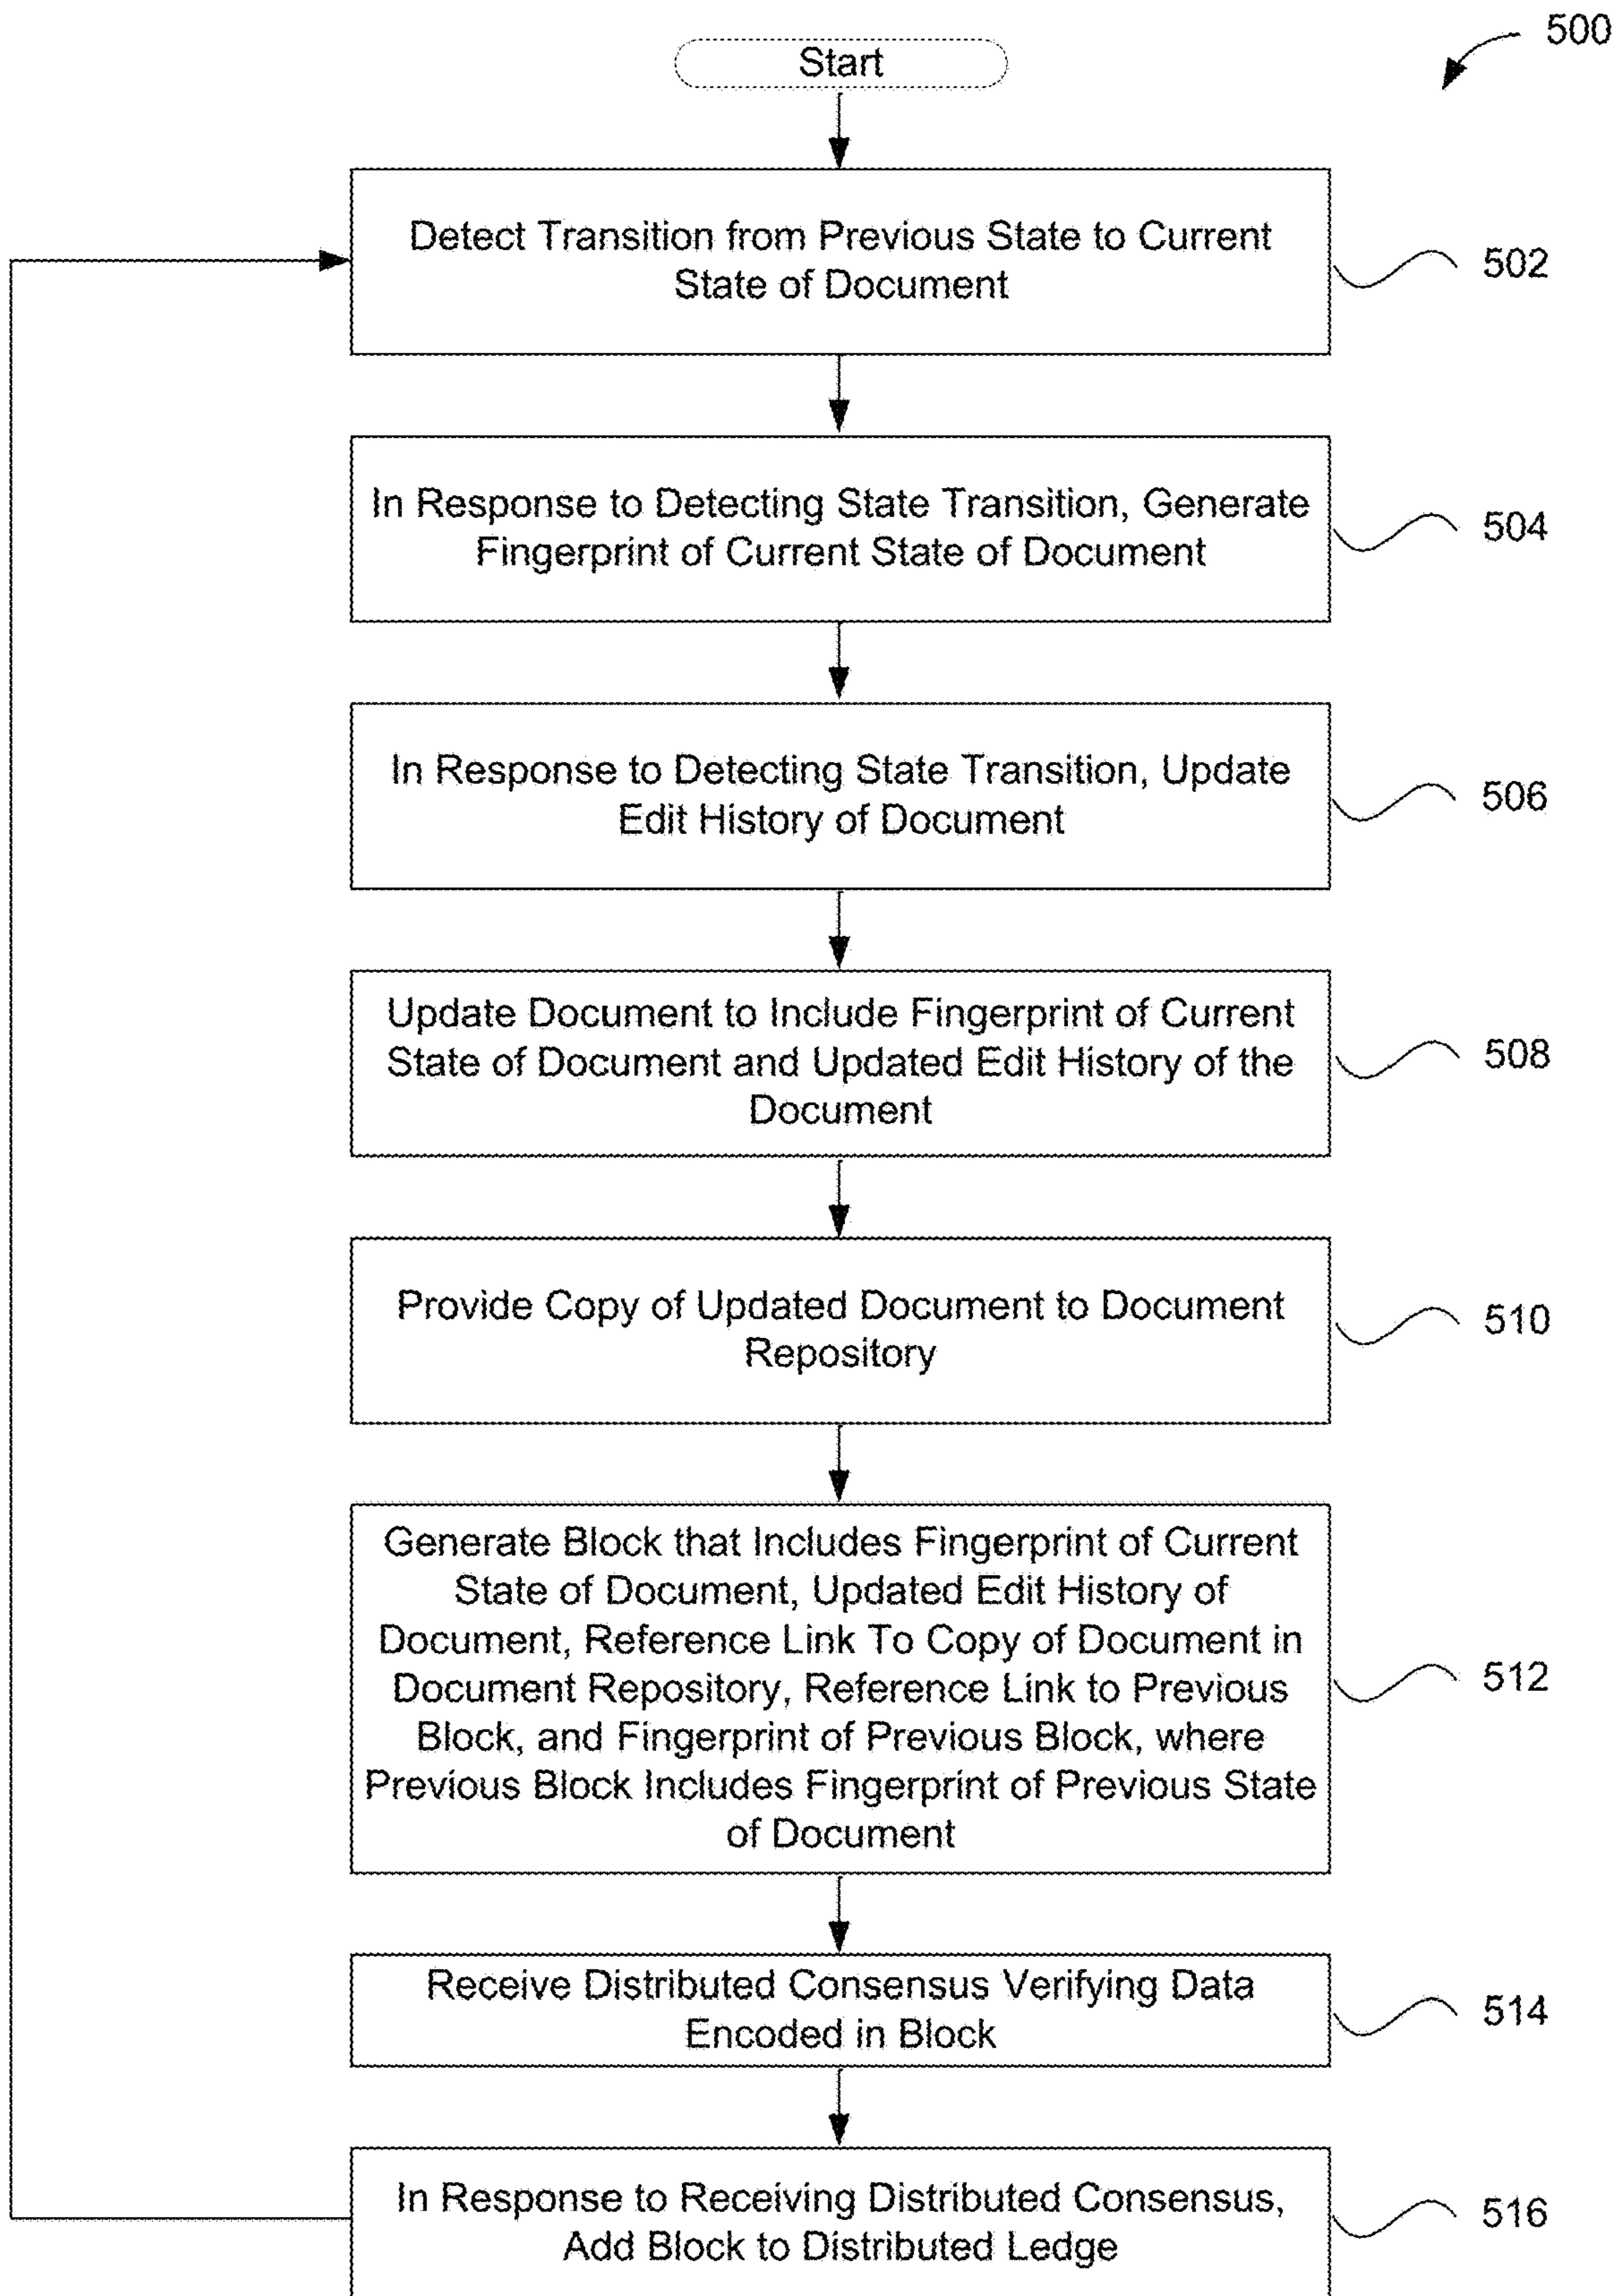 500
Start
Detect Transition from Previous State to Current
State of Document
502
In Response to Detecting State Transition, Generate
Fingerprint of Current State of Document
504
In Response to Detecting State Transition, Update
Edit History of Document
506
Update Document to Include Fingerprint of Current
State of Document and Updated Edit History of the
Document
508
Provide Copy of Updated Document to Document
Repository
510
Generate Block that Includes Fingerprint of Current
State of Document, Updated Edit History of
Document, Reference Link To Copy of Document in
Document Repository, Reference Link to Previous
Block, and Fingerprint of Previous Block, where
Previous Block Includes Fingerprint of Previous State
of Document
512
Receive Distributed Consensus Verifying Data
Encoded in Block
514
In Response to Receiving Distributed Consensus,
Add Block to Distributed Ledge
516